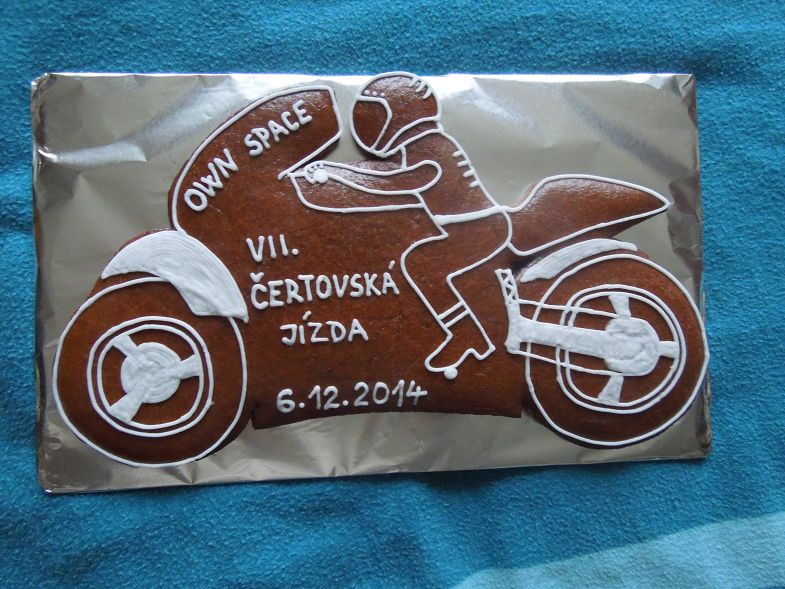 OWN SPACE
VII.
ČERTOVSKÁ
JÍZDA
6.12.2014